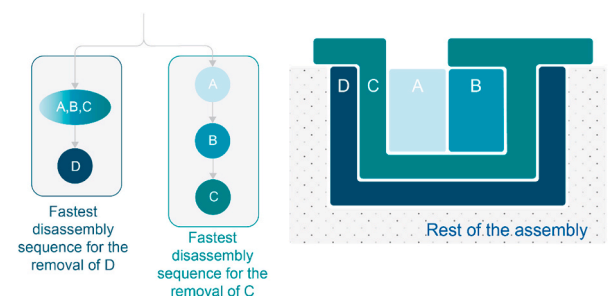 A,B,C
D
Fastest disassembly
sequence for the
removal of D
A
B
C
Fastest
disassembly
sequence for the
removal of C
D C A B
Rest of the assembly